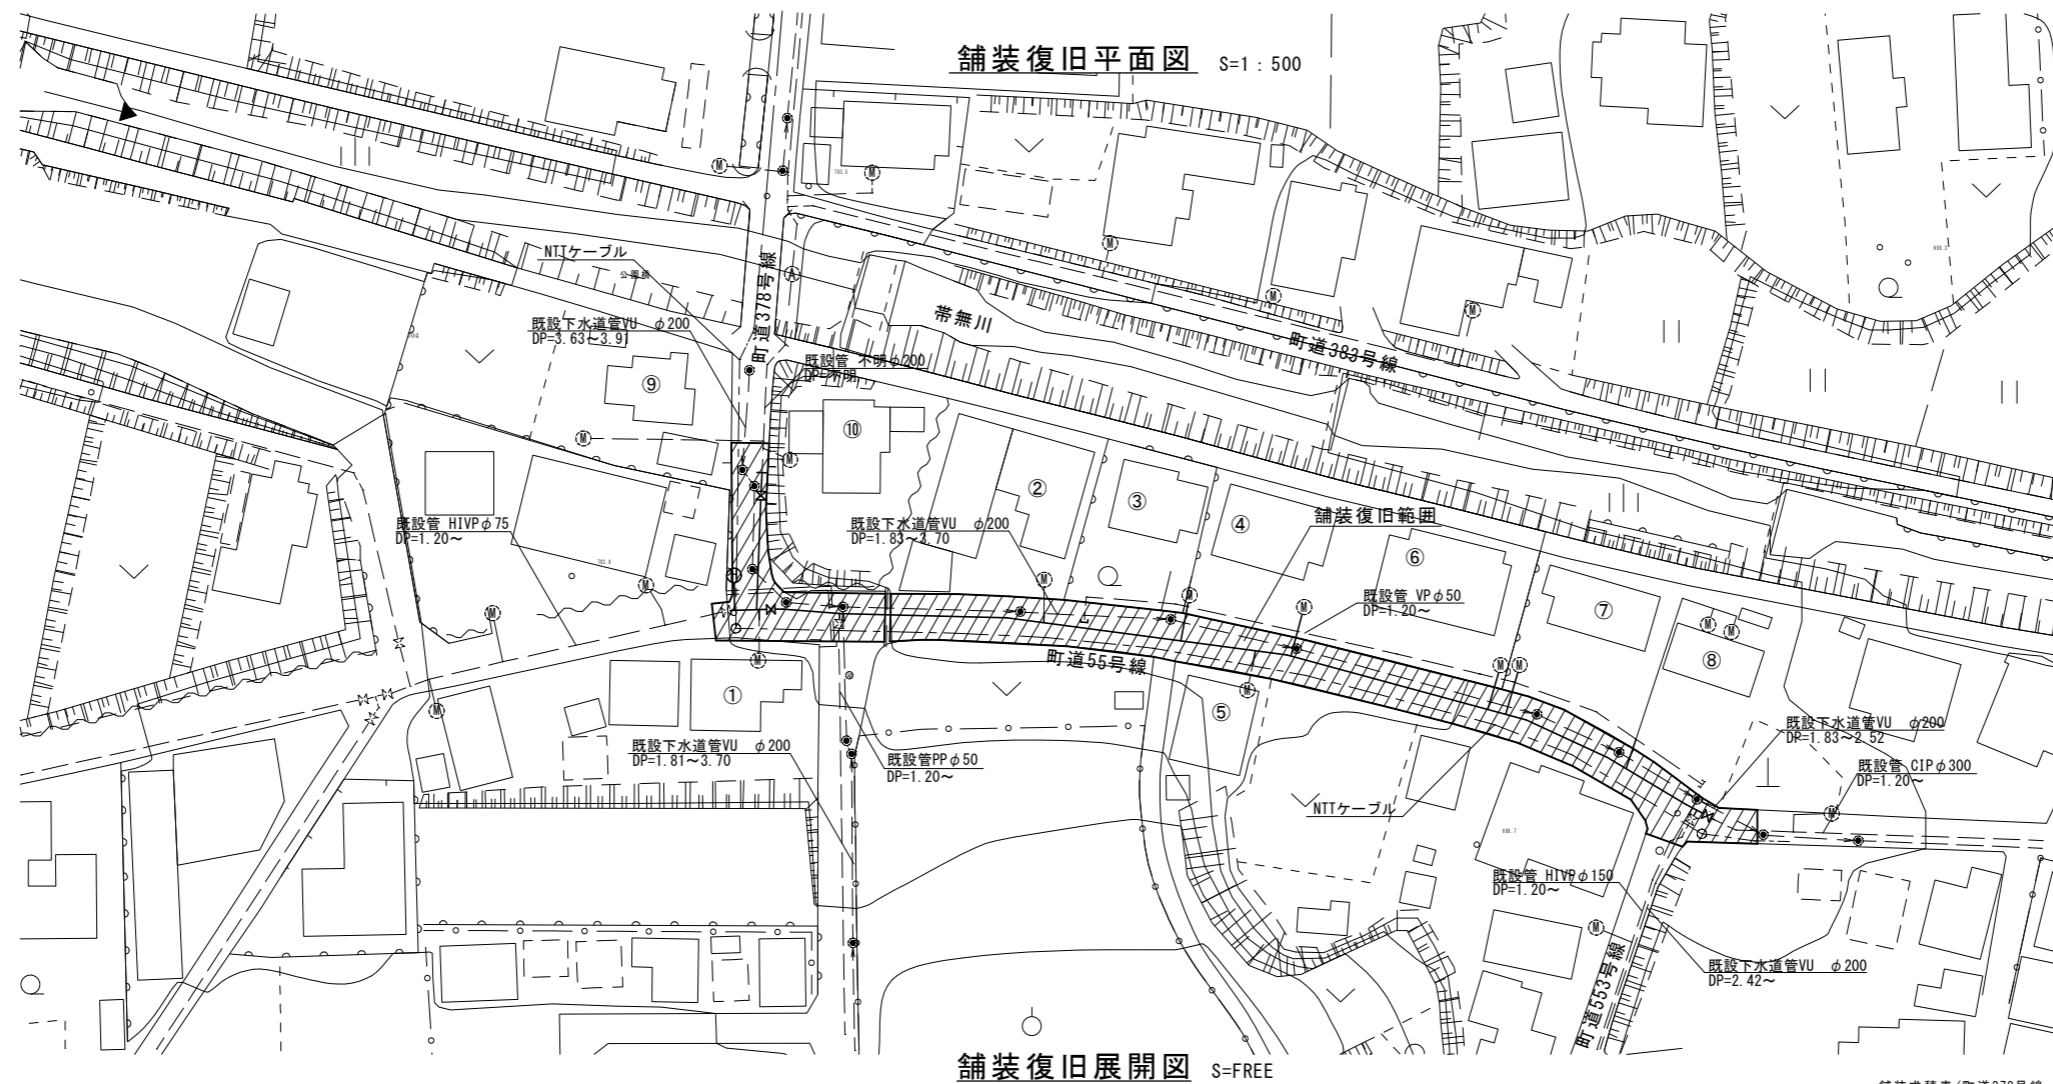 舗装復旧平面図 S=1：500
NTTケーブル
公園橋
町道378号線
Ⓐ
帯無川
町道383号線
既設下水道管VU φ200
DP=3.63～3.91
既設管 不明φ200
DP=不明
⑨
⑩
②
③
④
舗装復旧範囲
⑥
⑦
⑧
既設管 HIVPφ75
DP=1.20～
既設下水道管VU φ200
DP=1.83～3.70
既設管 VPφ50
DP=1.20～
町道55号線
①
⑤
既設下水道管VU φ200
DP=1.81～3.70
既設管PPφ50
DP=1.20～
NTTケーブル
既設下水道管VU φ200
DP=1.83～2.52
既設管 CIPφ300
DP=1.20～
既設管 HIVPφ150
DP=1.20～
町道553号線
既設下水道管VU φ200
DP=2.42～
舗装復旧展開図 S=FREE